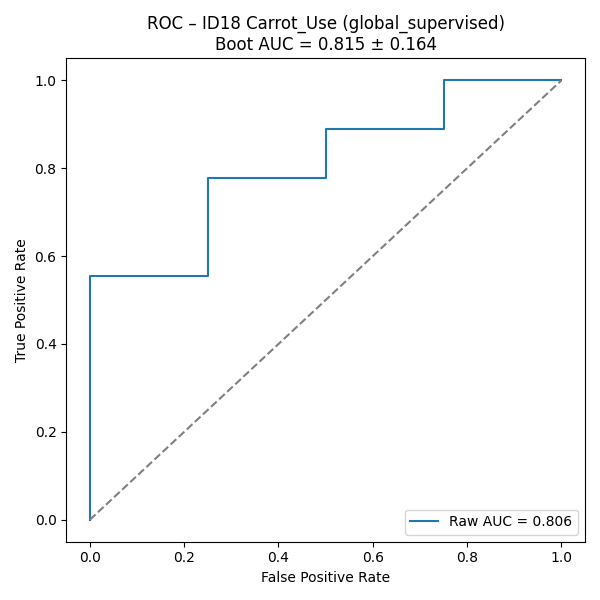 ROC – ID18 Carrot_Use (global_supervised)
Boot AUC = 0.815 ± 0.164
1.0
0.8
0.6
0.4
0.2
0.0
True Positive Rate
Raw AUC = 0.806
0.0 0.2 0.4 0.6 0.8 1.0
False Positive Rate